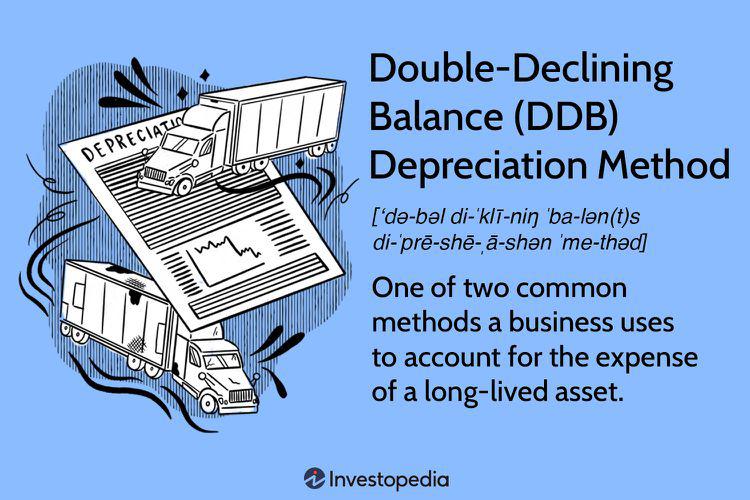 DEPRECIATIO
Double-Declining
Balance (DDB)
Depreciation Method
[ˈdə-bəl di-ˈklī-niŋ ˈba-lən(t)s
di-ˈprē-shē-ˌā-shən ˈme-thəd]
One of two common
methods a business uses
to account for the expense
of a long-lived asset.
Investopedia